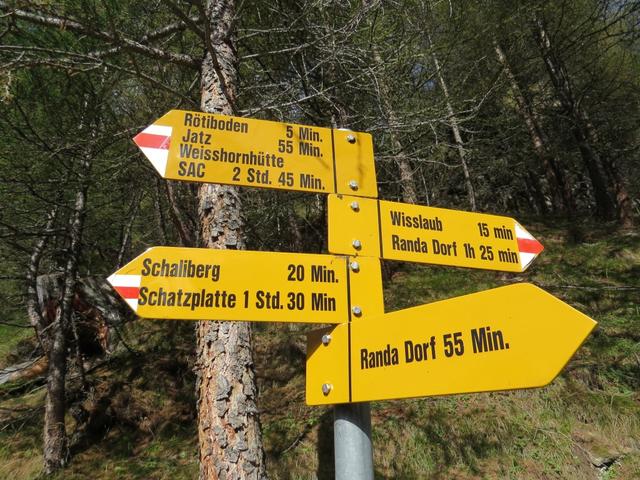 Rötiboden 5 Min.
Jatz 55 Min.
Weisshornhütte
SAC 2 Std. 45 Min.
Wisslaub 15 min
Randa Dorf 1h 25 min
Schaliberg 20 Min.
Schatzplatte 1 Std. 30 Min
Randa Dorf 55 Min.